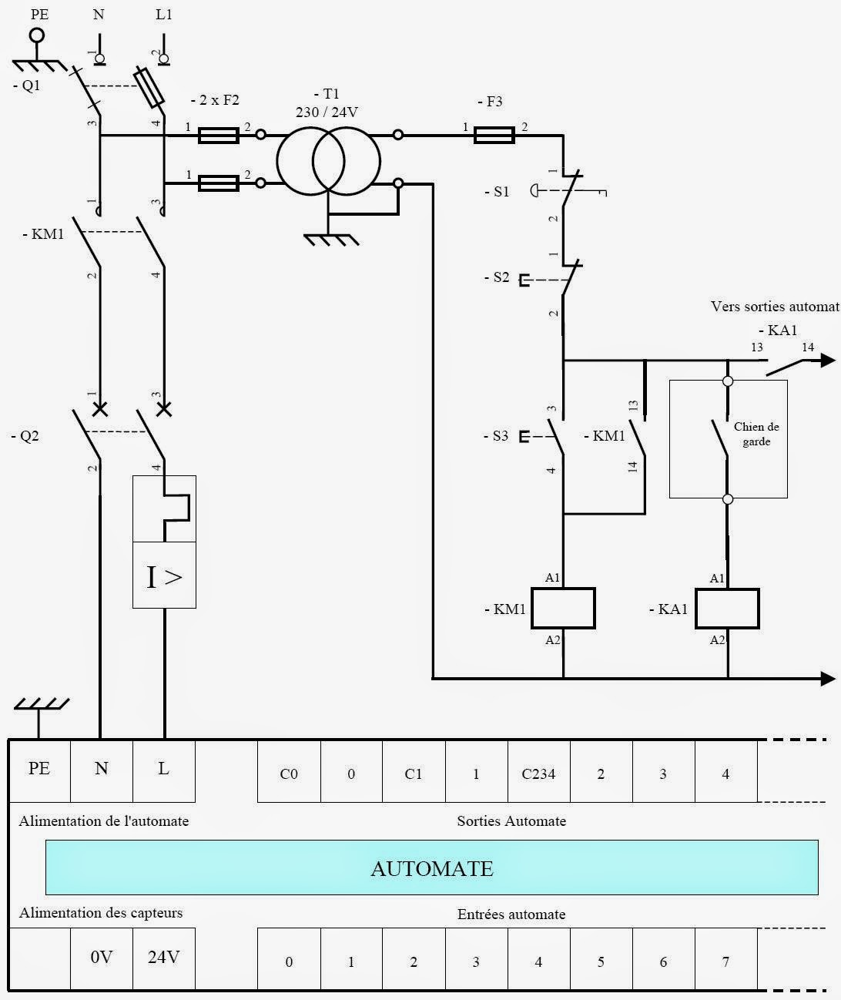 PE N L1
1 2
- Q1
3 4
- 2 x F2
1 2
1 2
- T1
230 / 24V
- F3
1 2
1
- S1
2
1 3
- KM1
2 4
1
- S2
2
Vers sorties automat
- KA1
13 14
1 3
- Q2
2 4
3
- S3
4
13
- KM1
14
Chien de
garde
I >
A1
- KM1
A2
A1
- KA1
A2
PE N L
C0 0 C1 1 C234 2 3 4
Alimentation de l'automate
Sorties Automate
AUTOMATE
Alimentation des capteurs
Entrées automate
0V 24V
0 1 2 3 4 5 6 7